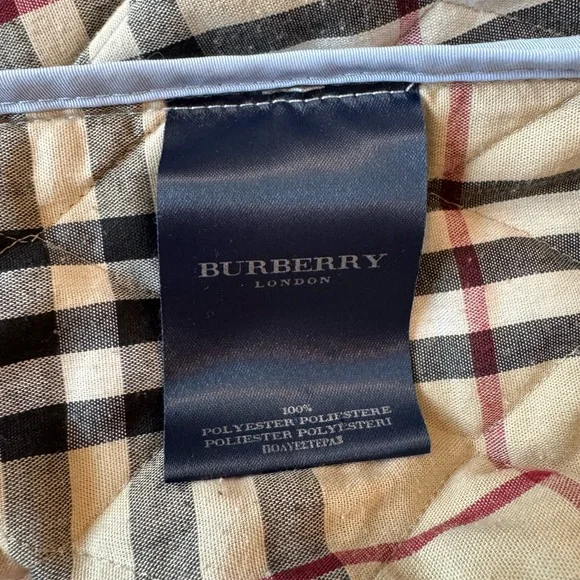 BURBERRY
LONDON
100%
POLYESTER POLIESTERE
POLIESTER POLYESTERI
ΠΟΛΥΕΣΤΕΡΑΣ